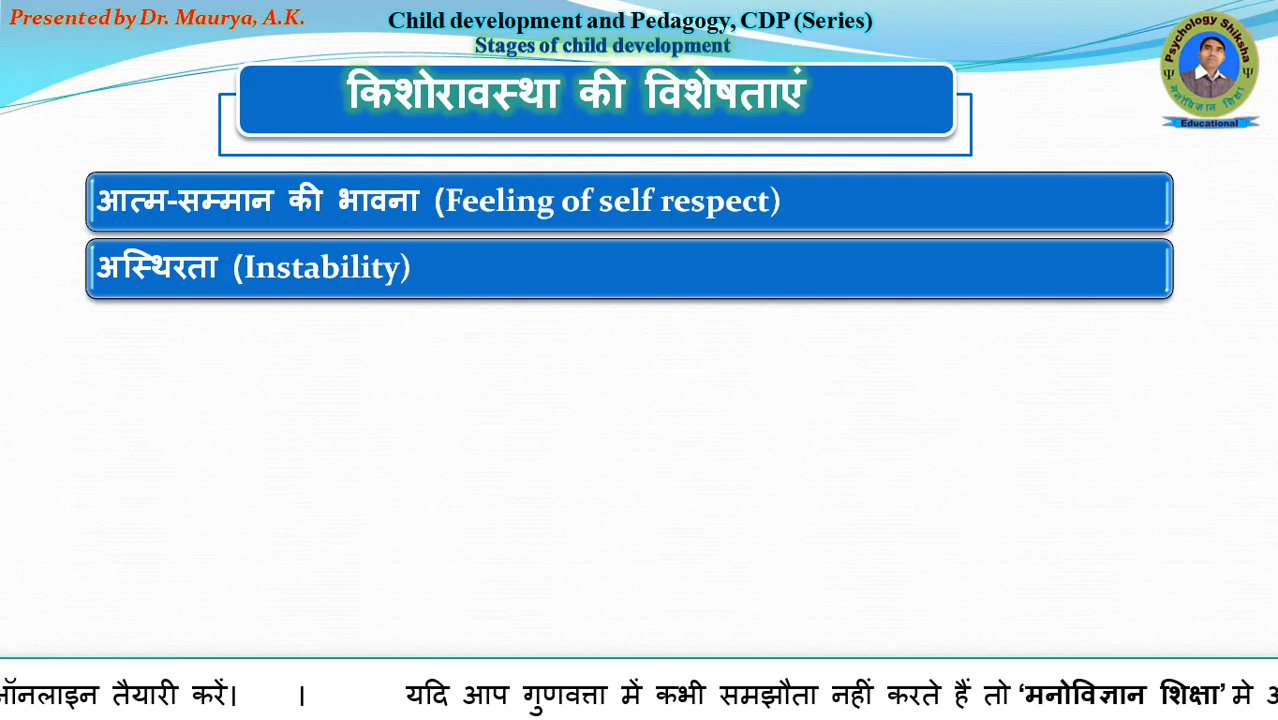 Presented by Dr. Maurya, A.K.
Child development and Pedagogy, CDP (Series)
Stages of child development
Psychology Shiksha
Ψ Ψ
मनोविज्ञान शिक्षा
Educational
किशोरावस्था की विशेषताएं
आत्म-सम्मान की भावना (Feeling of self respect)
अस्थिरता (Instability)
ऑनलाइन तैयारी करें। । यदि आप गुणवत्ता में कभी समझौता नहीं करते हैं तो ‘मनोविज्ञान शिक्षा’ मे